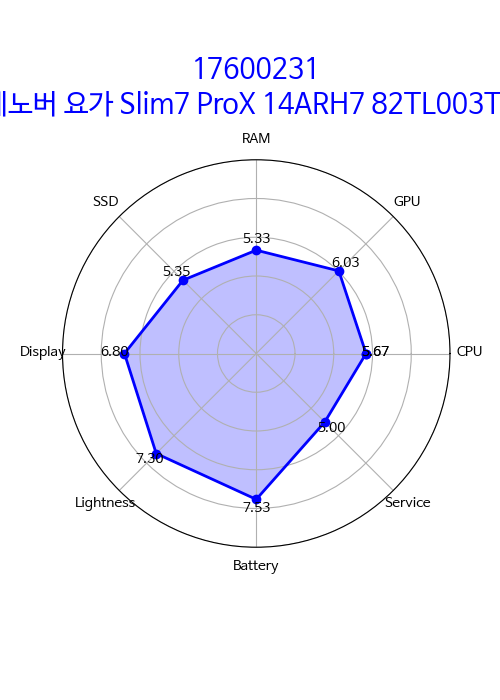 17600231
노버 요가 Slim7 ProX 14ARH7 82TL003T
RAM
SSD
GPU
5.33
6.03
5.35
Display
6.80
5.67
CPU
5.00
7.30
Lightness
Service
7.53
Battery